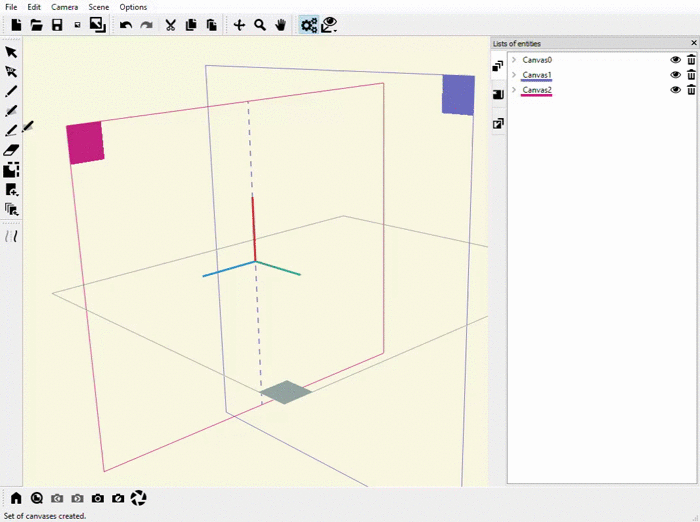 File Edit Camera Scene Options
Lists of entities
Canvas0
Canvas1
Canvas2
Set of canvases created.